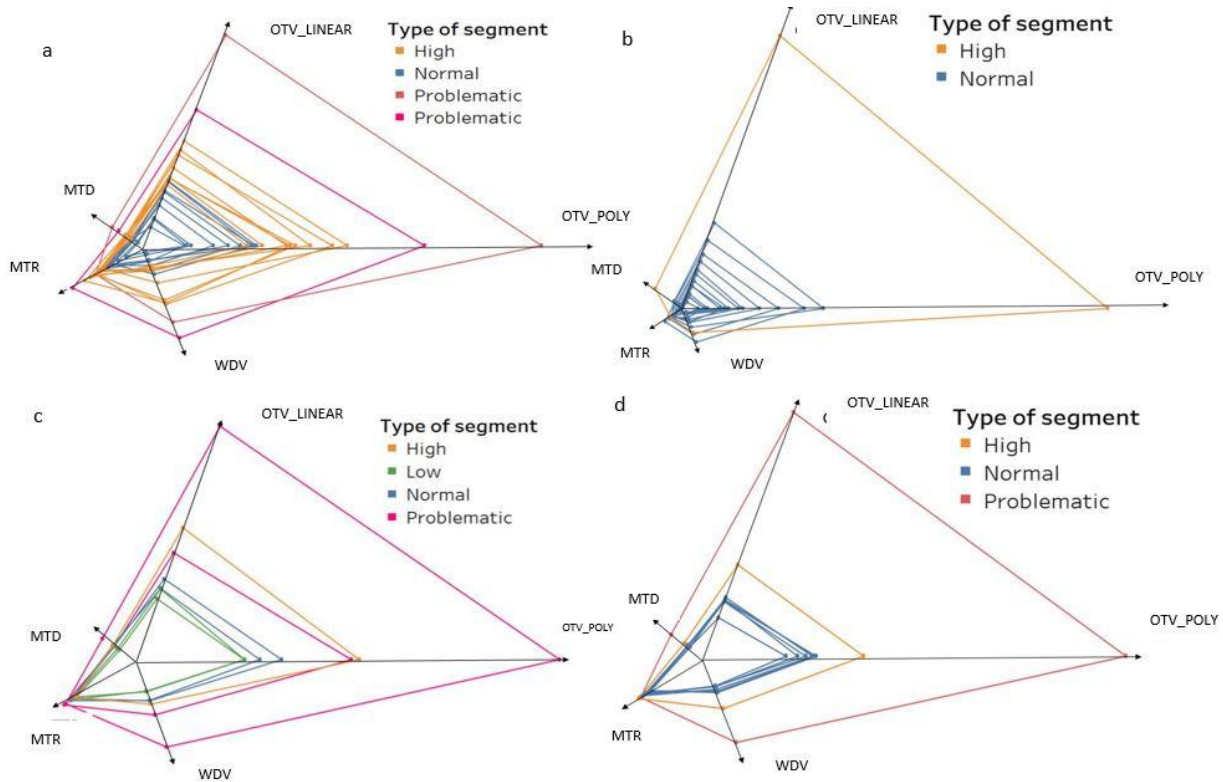 a
OTV_LINEAR
Type of segment
High
Normal
Problematic
Problematic
MTD
OTV_POLY
MTR
WDV
b
OTV_LINEAR
Type of segment
High
Normal
MTD
OTV_POLY
MTR
WDV
c
OTV_LINEAR
Type of segment
High
Low
Normal
Problematic
MTD
OTV_POLY
MTR
WDV
d
OTV_LINEAR
Type of segment
High
Normal
Problematic
MTD
OTV_POLY
MTR
WDV